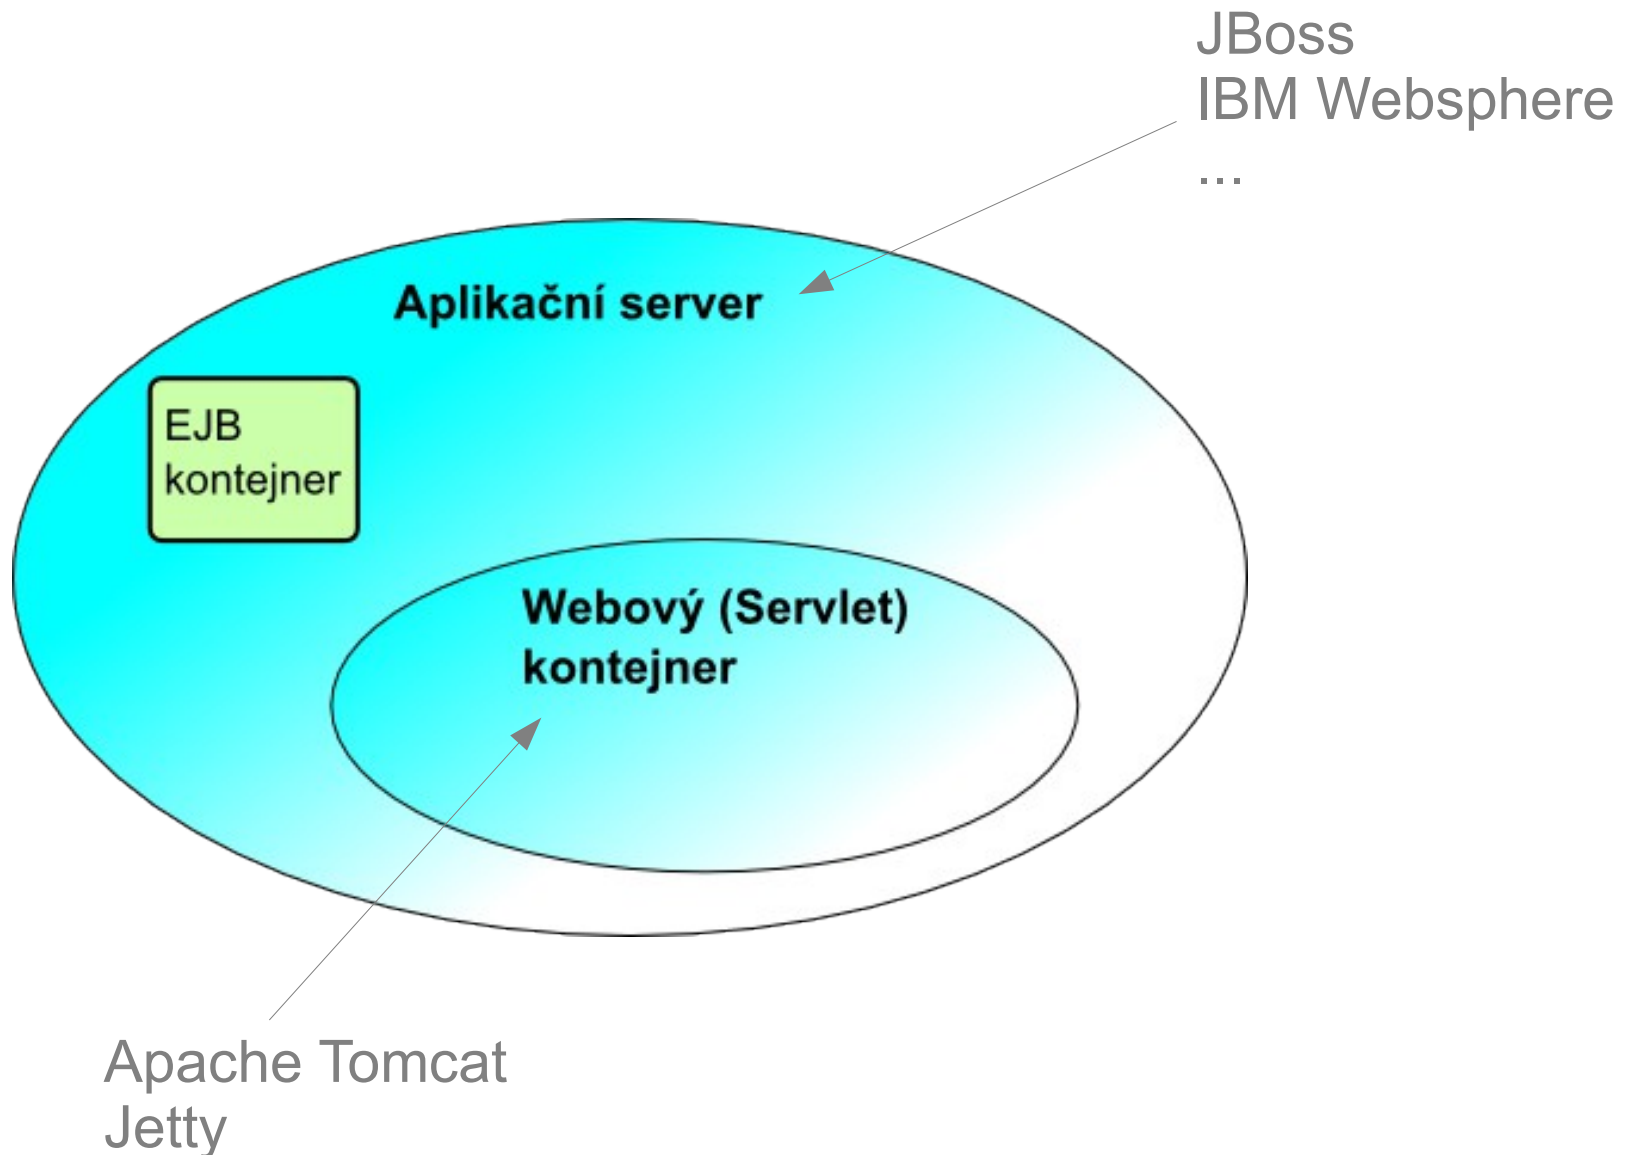 JBoss
IBM Websphere
...
Aplikační server
EJB
kontejner
Webový (Servlet)
kontejner
Apache Tomcat
Jetty